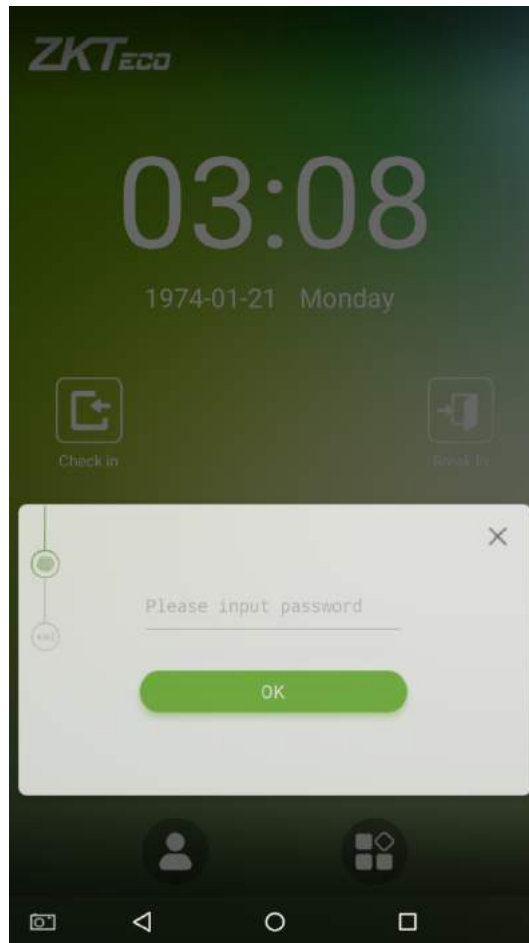 ZKTECO
03:08
1974-01-21 Monday
Check in
Break In
Please input password
OK